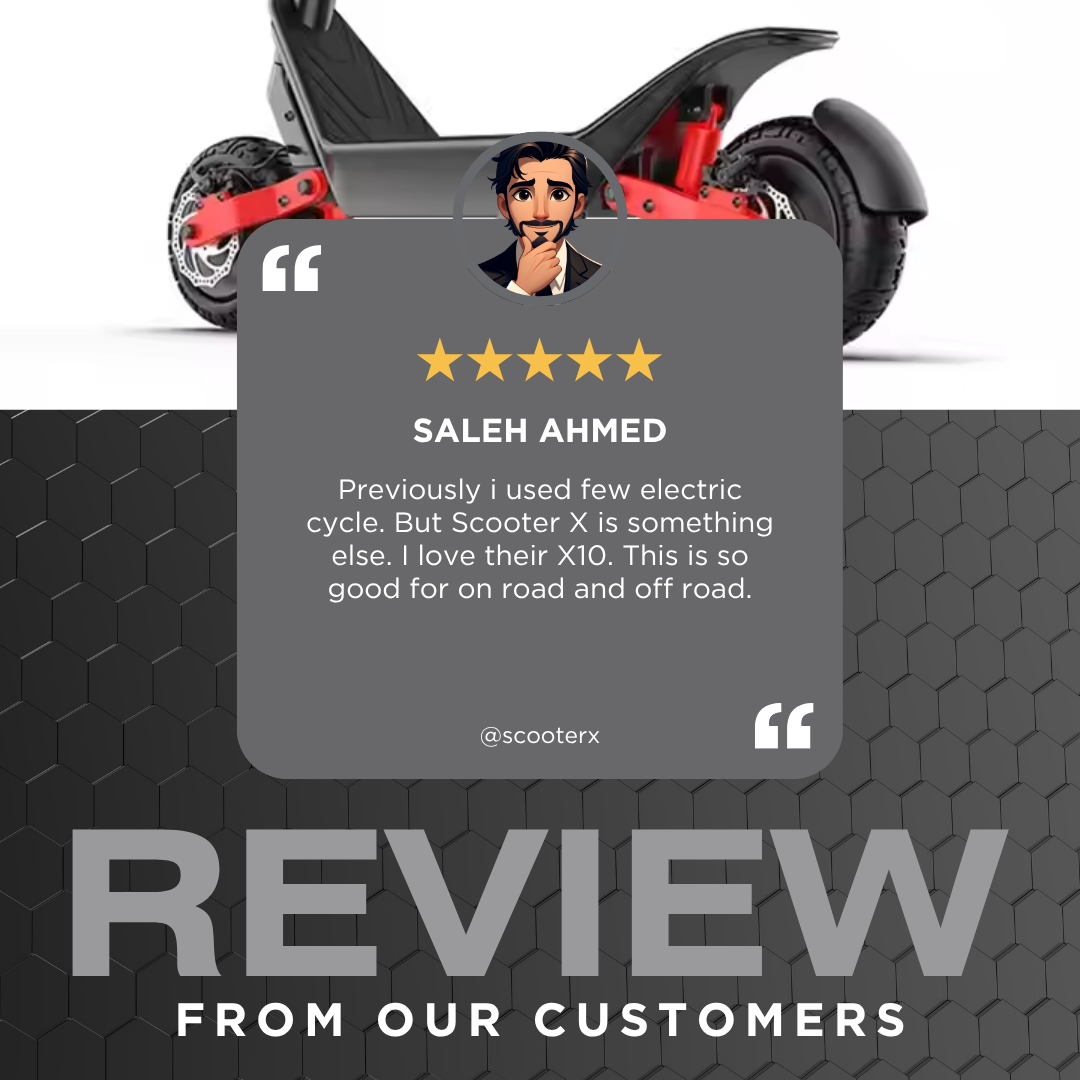 SALEH AHMED
Previously i used few electric
cycle. But Scooter X is something
else. I love their X10. This is so
good for on road and off road.
@scooterx
REVIEW
FROM OUR CUSTOMERS